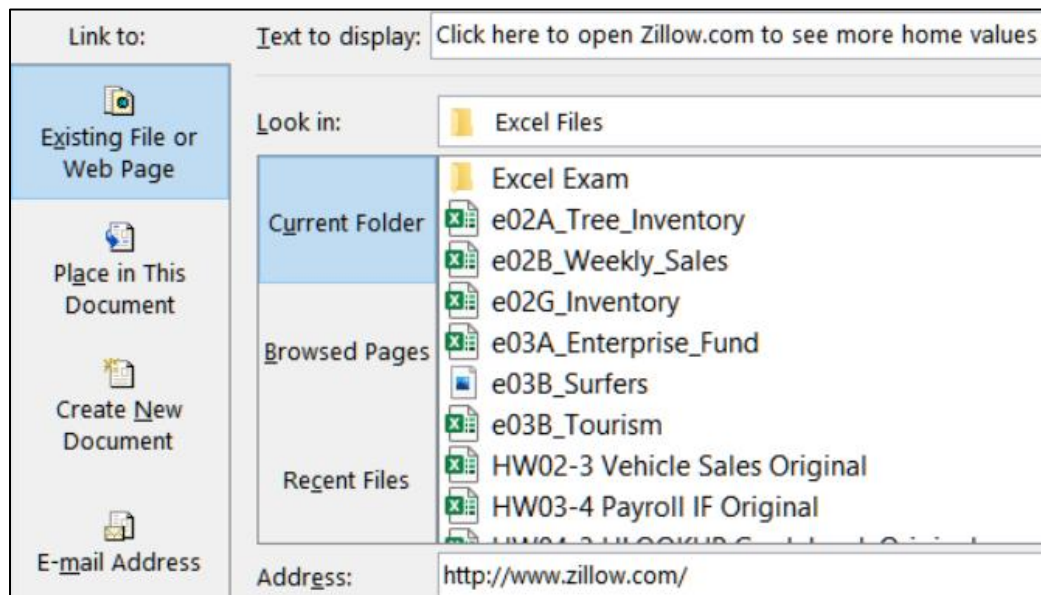 Link to:
Text to display: Click here to open Zillow.com to see more home values
Existing File or
Web Page
Place in This
Document
Create New
Document
E-mail Address
Look in: Excel Files
Current Folder
Browsed Pages
Recent Files
Excel Exam
e02A_Tree_Inventory
e02B_Weekly_Sales
e02G_Inventory
e03A_Enterprise_Fund
e03B_Surfers
e03B_Tourism
HW02-3 Vehicle Sales Original
HW03-4 Payroll IF Original
Address: http://www.zillow.com/